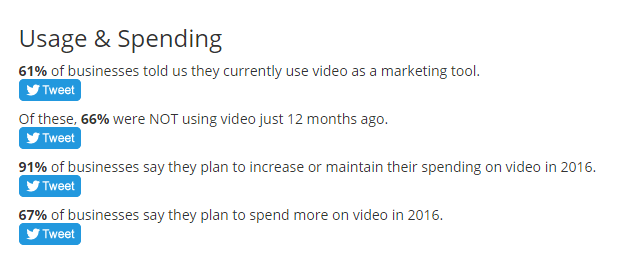 Usage & Spending
61% of businesses told us they currently use video as a marketing tool.
Tweet
Of these, 66% were NOT using video just 12 months ago.
Tweet
91% of businesses say they plan to increase or maintain their spending on video in 2016.
Tweet
67% of businesses say they plan to spend more on video in 2016.
Tweet